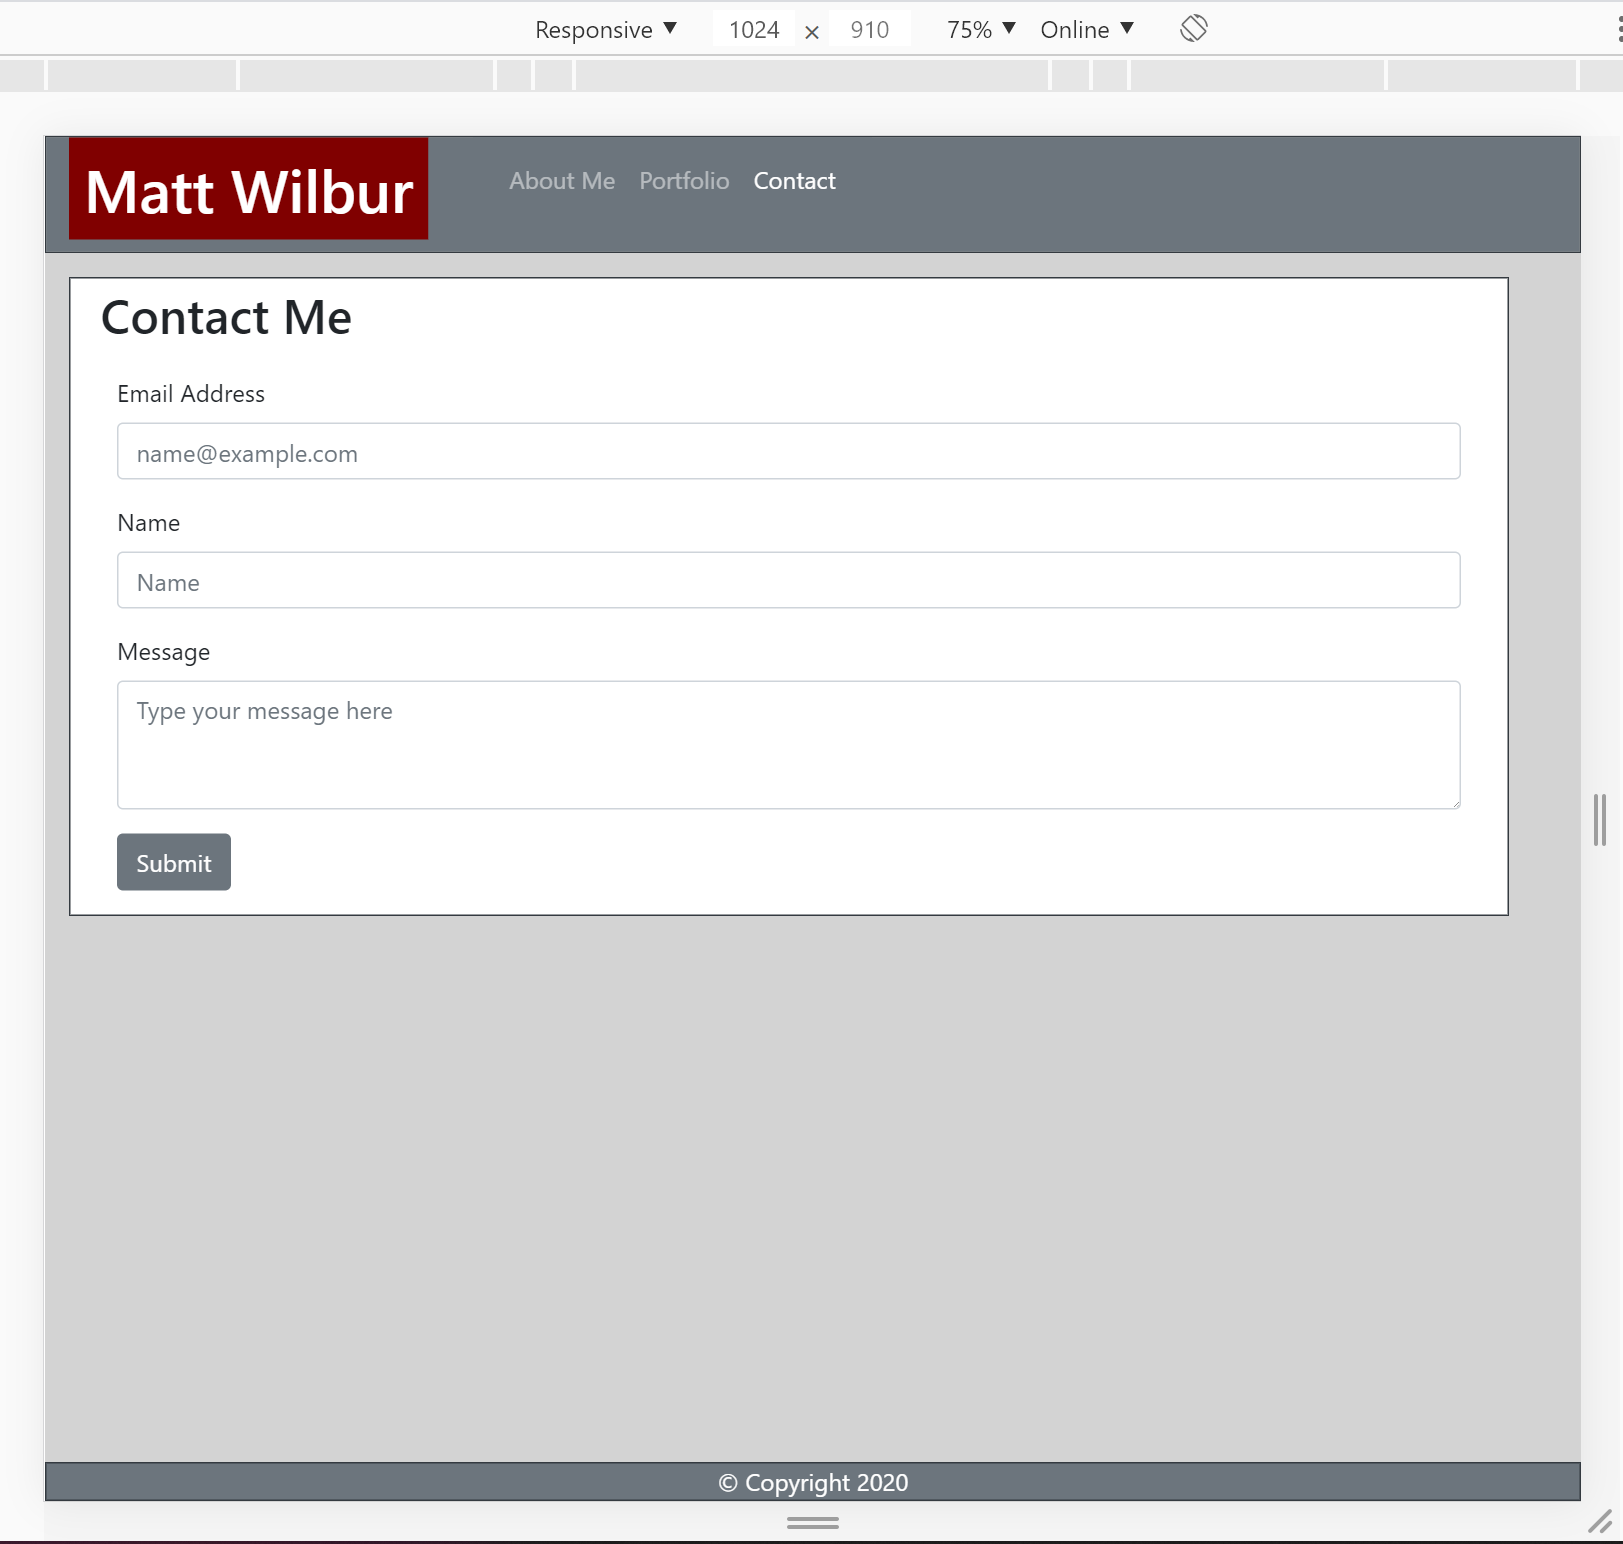 Responsive ▼ 1024 × 910 75% ▼ Online ▼
Matt Wilbur About Me Portfolio Contact
Contact Me
Email Address
name@example.com
Name
Name
Message
Type your message here
Submit
© Copyright 2020